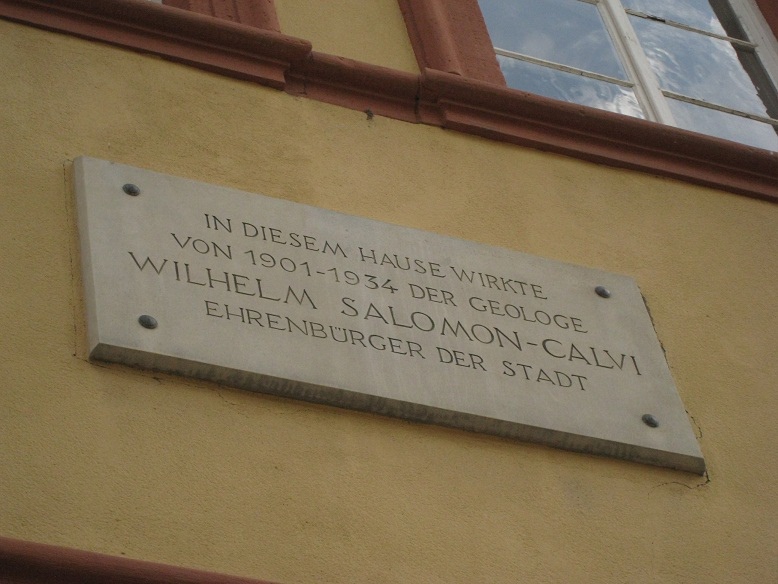 IN DIESEM HAUSE WIRKTE
VON 1901-1934 DER GEOLOGE
WILHELM SALOMON-CALVI
EHRENBÜRGER DER STADT